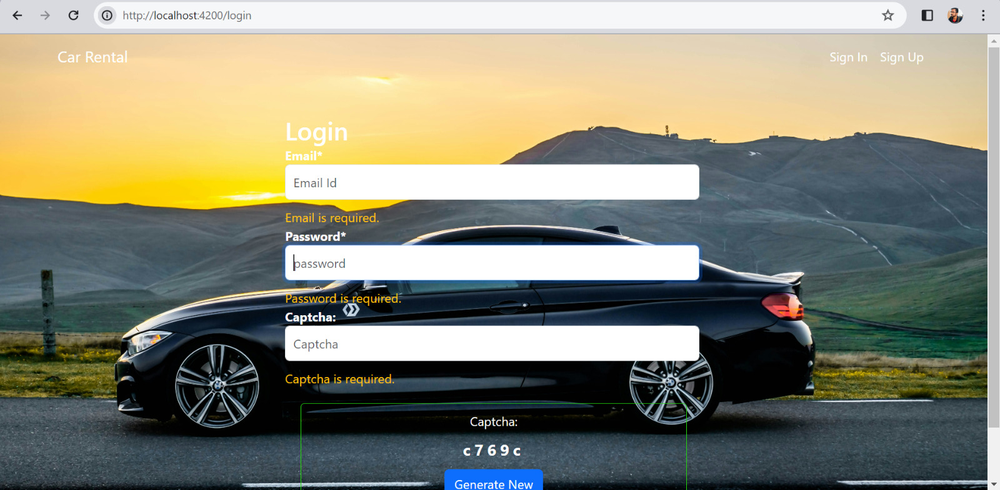 http://localhost:4200/login
Car Rental
Sign In
Sign Up
Login
Email*
Email Id
Email is required.
Password*
password
Password is required.
Captcha:
Captcha
Captcha is required.
Captcha:
c 7 6 9 c
Generate New